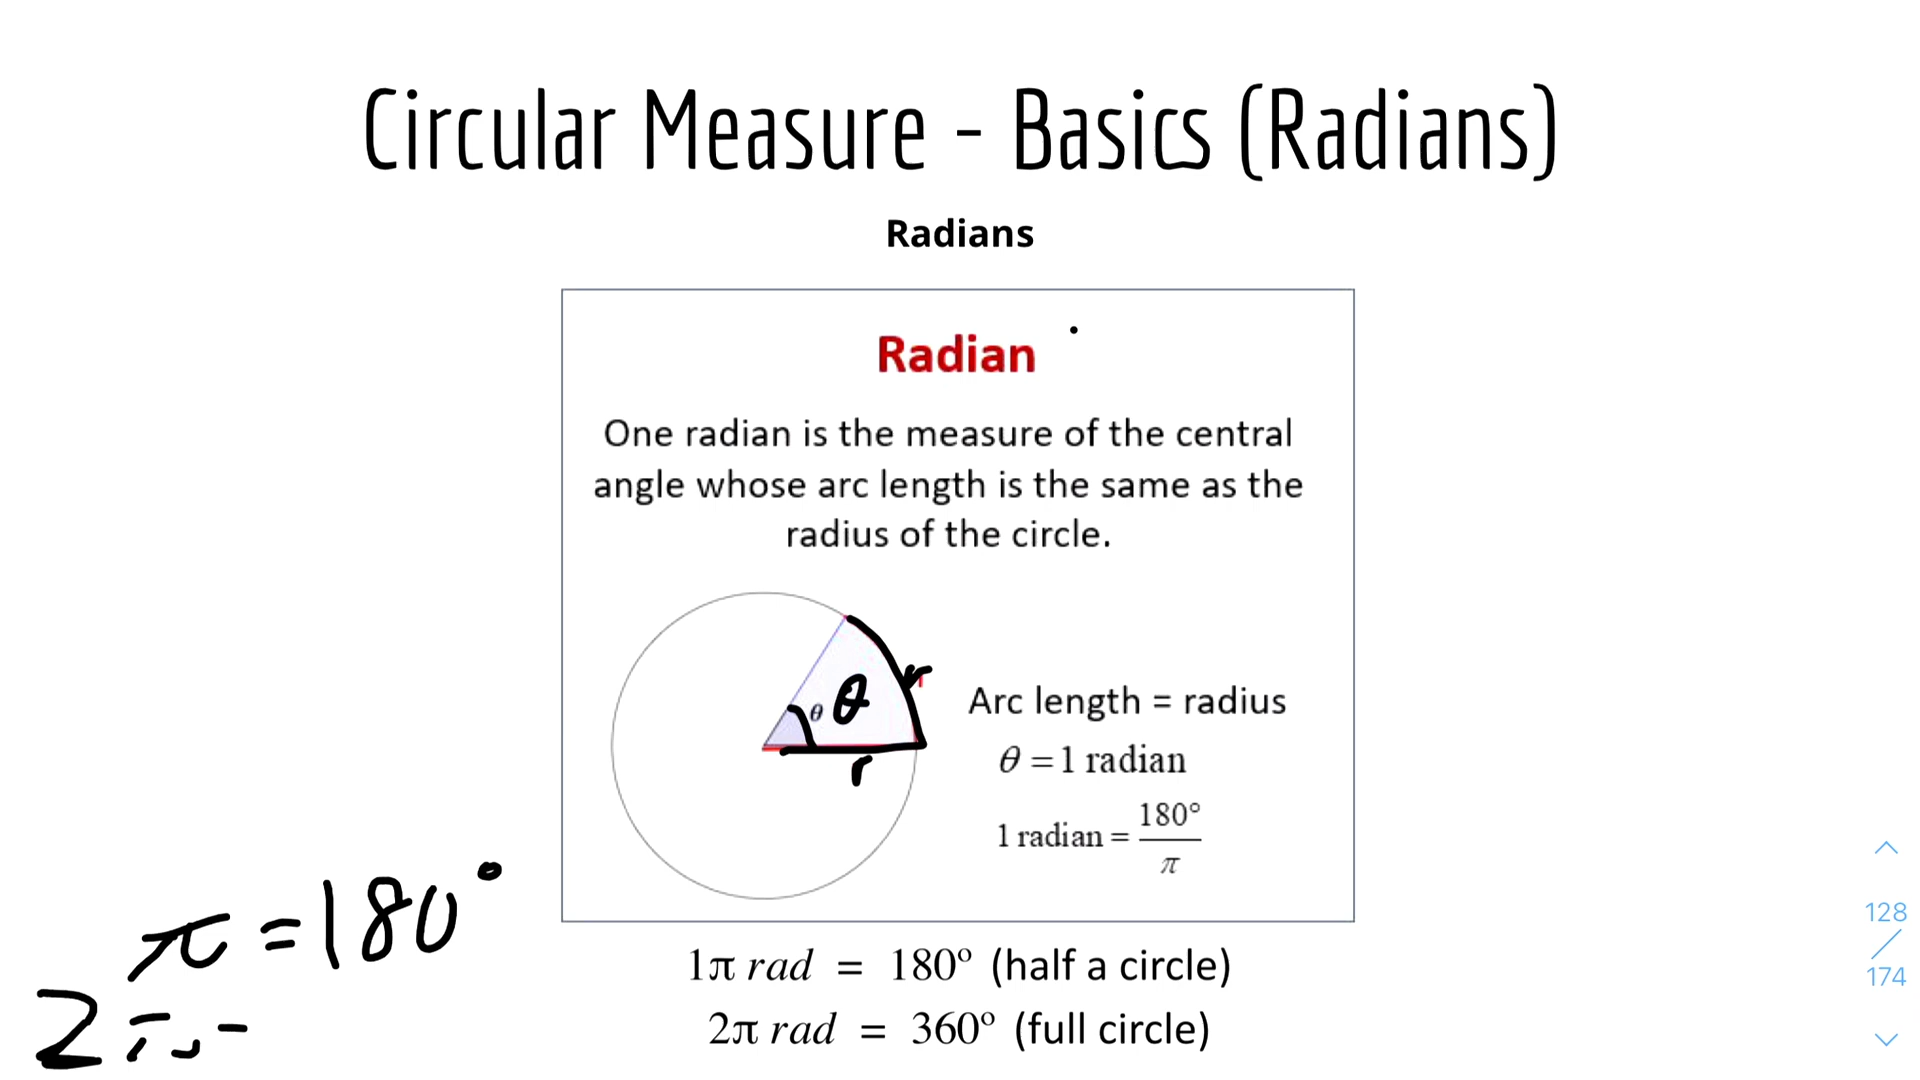 Circular Measure - Basics (Radians)
Radians
Radian
One radian is the measure of the central
angle whose arc length is the same as the
radius of the circle.
θ θ r
r
Arc length = radius
θ = 1 radian
1 radian = 180°/π
π = 180°
1π rad = 180° (half a circle)
2π rad = 360° (full circle)
128
/
174